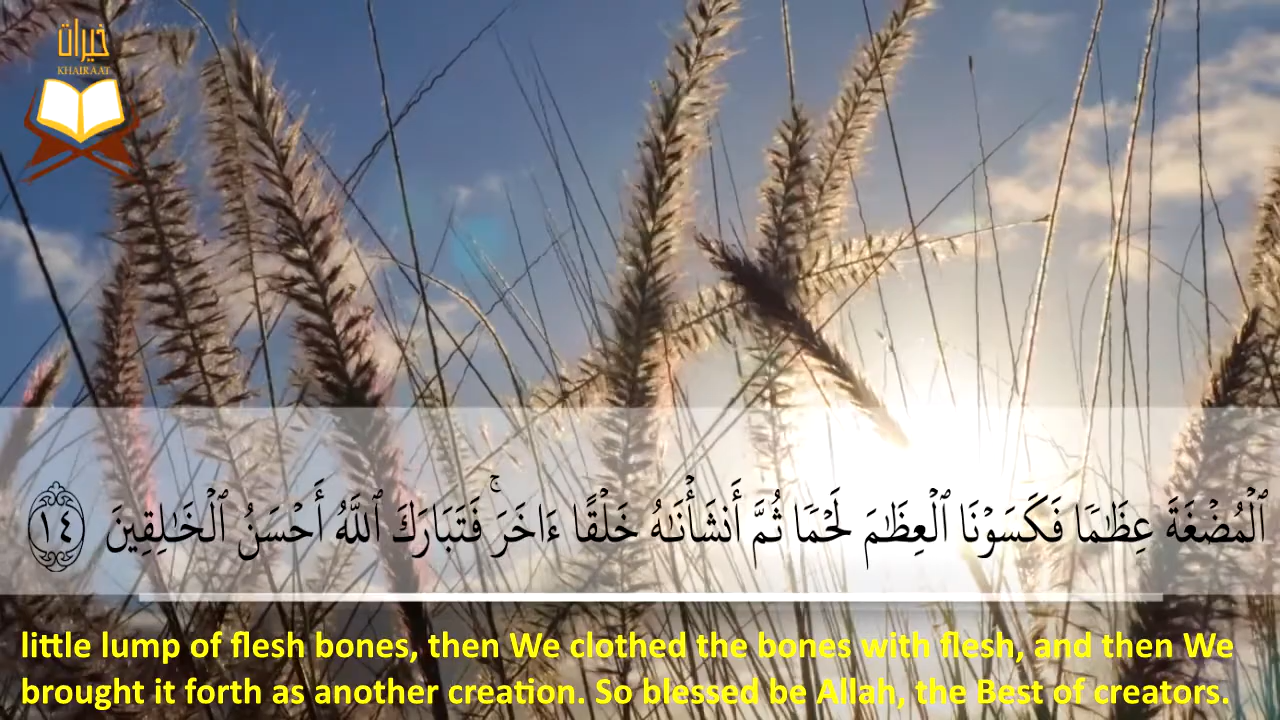 خيرات
KHAIRAAT
ٱلْمُضْغَةَ عِظَٰمًا فَكَسَوْنَا ٱلْعِظَٰمَ لَحْمًا ثُمَّ أَنشَأْنَٰهُ خَلْقًا ءَاخَرَ ۚ فَتَبَارَكَ ٱللَّهُ أَحْسَنُ ٱلْخَٰلِقِينَ ١٤
little lump of flesh bones, then We clothed the bones with flesh, and then We
brought it forth as another creation. So blessed be Allah, the Best of creators.